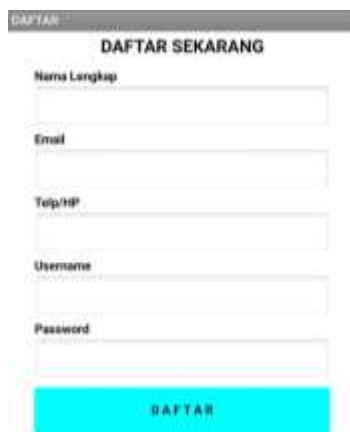 DAFTAR
DAFTAR SEKARANG
Nama Lengkap
Email
Telp/HP
Username
Password
DAFTAR